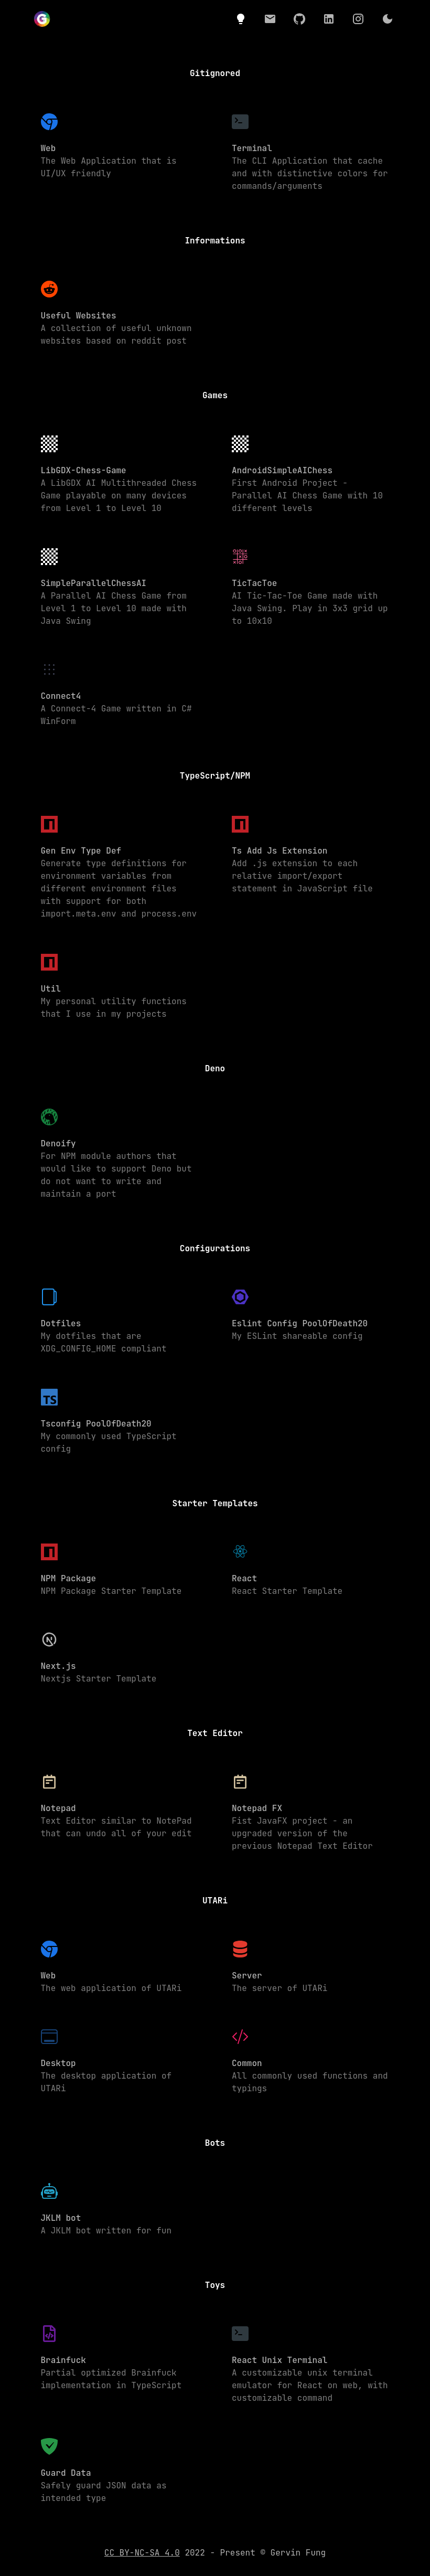 Gitignored
Web
The Web Application that is
UI/UX friendly
Terminal
The CLI Application that cache
and with distinctive colors for
commands/arguments
Informations
Useful Websites
A collection of useful unknown
websites based on reddit post
Games
LibGDX-Chess-Game
A LibGDX AI Multithreaded Chess
Game playable on many devices
from Level 1 to Level 10
AndroidSimpleAIChess
First Android Project -
Parallel AI Chess Game with 10
different levels
SimpleParallelChessAI
A Parallel AI Chess Game from
Level 1 to Level 10 made with
Java Swing
TicTacToe
AI Tic-Tac-Toe Game made with
Java Swing. Play in 3x3 grid up
to 10x10
Connect4
A Connect-4 Game written in C#
WinForm
TypeScript/NPM
Gen Env Type Def
Generate type definitions for
environment variables from
different environment files
with support for both
import.meta.env and process.env
Ts Add Js Extension
Add .js extension to each
relative import/export
statement in JavaScript file
Util
My personal utility functions
that I use in my projects
Deno
Denoify
For NPM module authors that
would like to support Deno but
do not want to write and
maintain a port
Configurations
Dotfiles
My dotfiles that are
XDG_CONFIG_HOME compliant
Eslint Config PoolOfDeath20
My ESLint shareable config
TS
Tsconfig PoolOfDeath20
My commonly used TypeScript
config
Starter Templates
NPM Package
NPM Package Starter Template
React
React Starter Template
Next.js
Nextjs Starter Template
Text Editor
Notepad
Text Editor similar to NotePad
that can undo all of your edit
Notepad FX
Fist JavaFX project - an
upgraded version of the
previous Notepad Text Editor
UTARi
Web
The web application of UTARi
Server
The server of UTARi
Desktop
The desktop application of
UTARi
Common
All commonly used functions and
typings
Bots
JKLM bot
A JKLM bot written for fun
Toys
Brainfuck
Partial optimized Brainfuck
implementation in TypeScript
React Unix Terminal
A customizable unix terminal
emulator for React on web, with
customizable command
Guard Data
Safely guard JSON data as
intended type
CC BY-NC-SA 4.0 2022 - Present © Gervin Fung